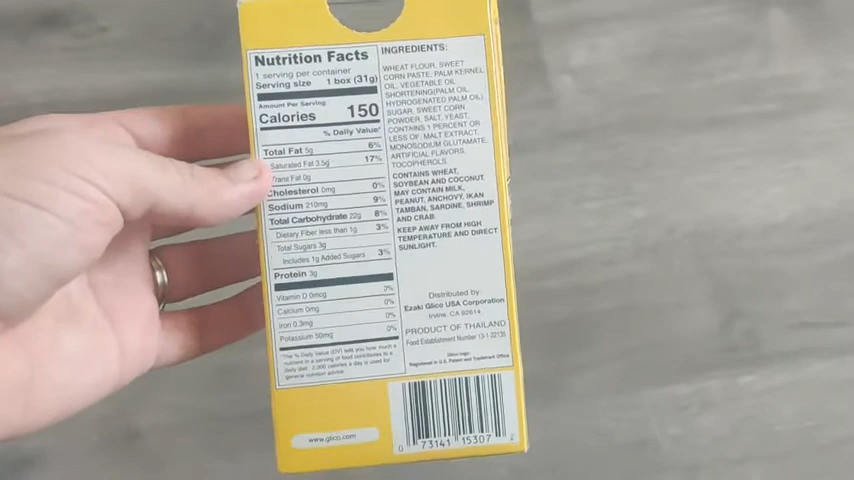 Nutrition Facts
1 serving per container
Serving size 1 box (31g)
Amount Per Serving
Calories 150
% Daily Value*
Total Fat 5g 6%
Saturated Fat 3.5g 17%
Trans Fat 0g
Cholesterol 0mg 0%
Sodium 210mg 9%
Total Carbohydrate 22g 8%
Dietary Fiber less than 1g 3%
Total Sugars 3g
Includes 1g Added Sugars 3%
Protein 3g
Vitamin D 0mcg 0%
Calcium 0mg 0%
Iron 0.3mg 0%
Potassium 50mg 0%
*The % Daily Value (DV) tells you how much a
nutrient in a serving of food contributes to a
daily diet. 2,000 calories a day is used for
general nutrition advice.
INGREDIENTS:
WHEAT FLOUR, SWEET
CORN PASTE, PALM KERNEL
OIL, VEGETABLE OIL
SHORTENING(PALM OIL,
HYDROGENATED PALM OIL)
SUGAR, SWEET CORN
POWDER, SALT, YEAST,
CONTAINS 1 PERCENT OR
LESS OF: MALT EXTRACT,
MONOSODIUM GLUTAMATE,
ARTIFICIAL FLAVORS,
TOCOPHEROLS.
CONTAINS WHEAT,
SOYBEAN AND COCONUT.
MAY CONTAIN MILK,
PEANUT, ANCHOVY, IKAN
TAMBAN, SARDINE, SHRIMP
AND CRAB.
KEEP AWAY FROM HIGH
TEMPERATURE AND DIRECT
SUNLIGHT.
Distributed by:
Ezaki Glico USA Corporation
Irvine, CA 92614
PRODUCT OF THAILAND
Food Establishment Number 13-1-22135
Glico logo:
Registered in U.S. Patent and Trademark Office
www.glico.com
0 73141 15307